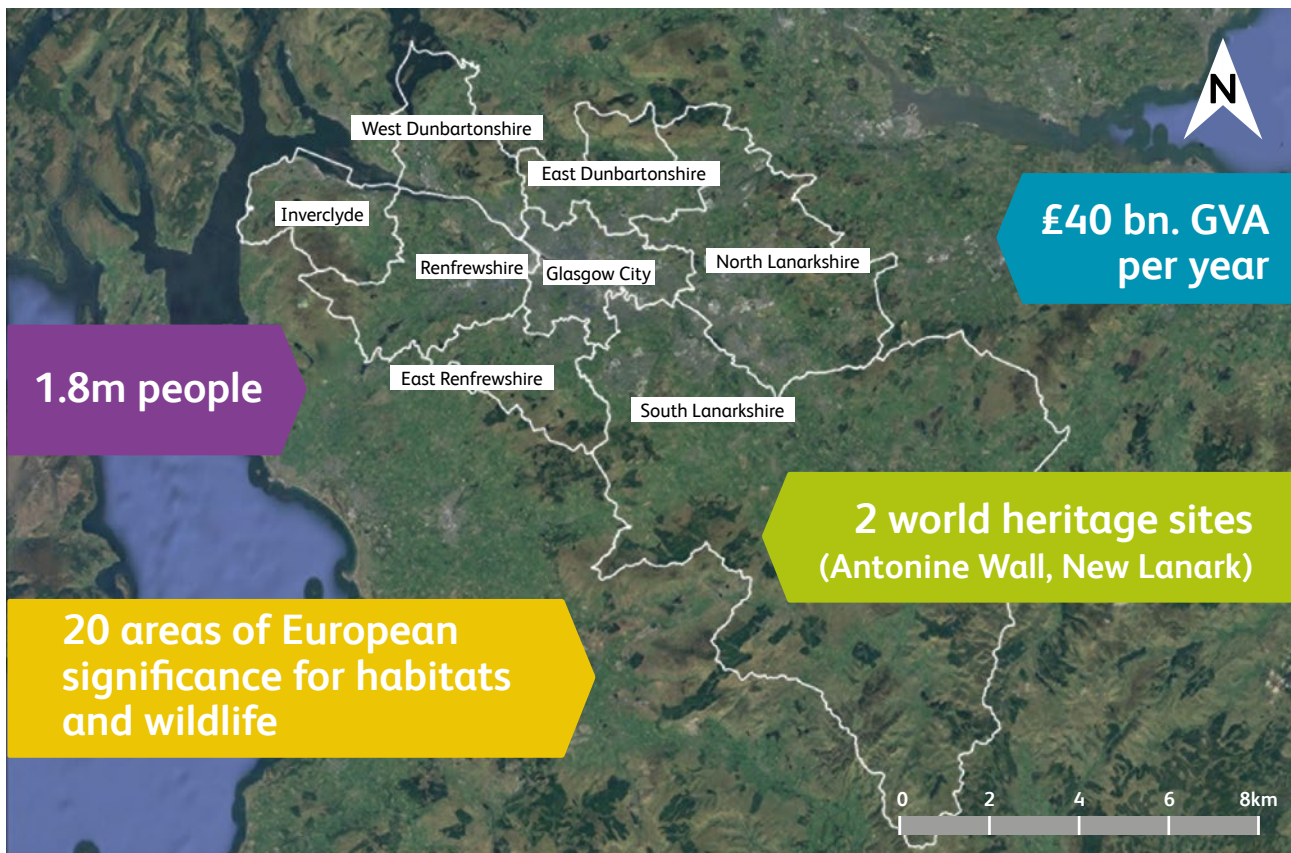 N
West Dunbartonshire
East Dunbartonshire
Inverclyde
Renfrewshire
Glasgow City
North Lanarkshire
£40 bn. GVA
per year
1.8m people
East Renfrewshire
South Lanarkshire
2 world heritage sites
(Antonine Wall, New Lanark)
20 areas of European
significance for habitats
and wildlife
0 2 4 6 8km